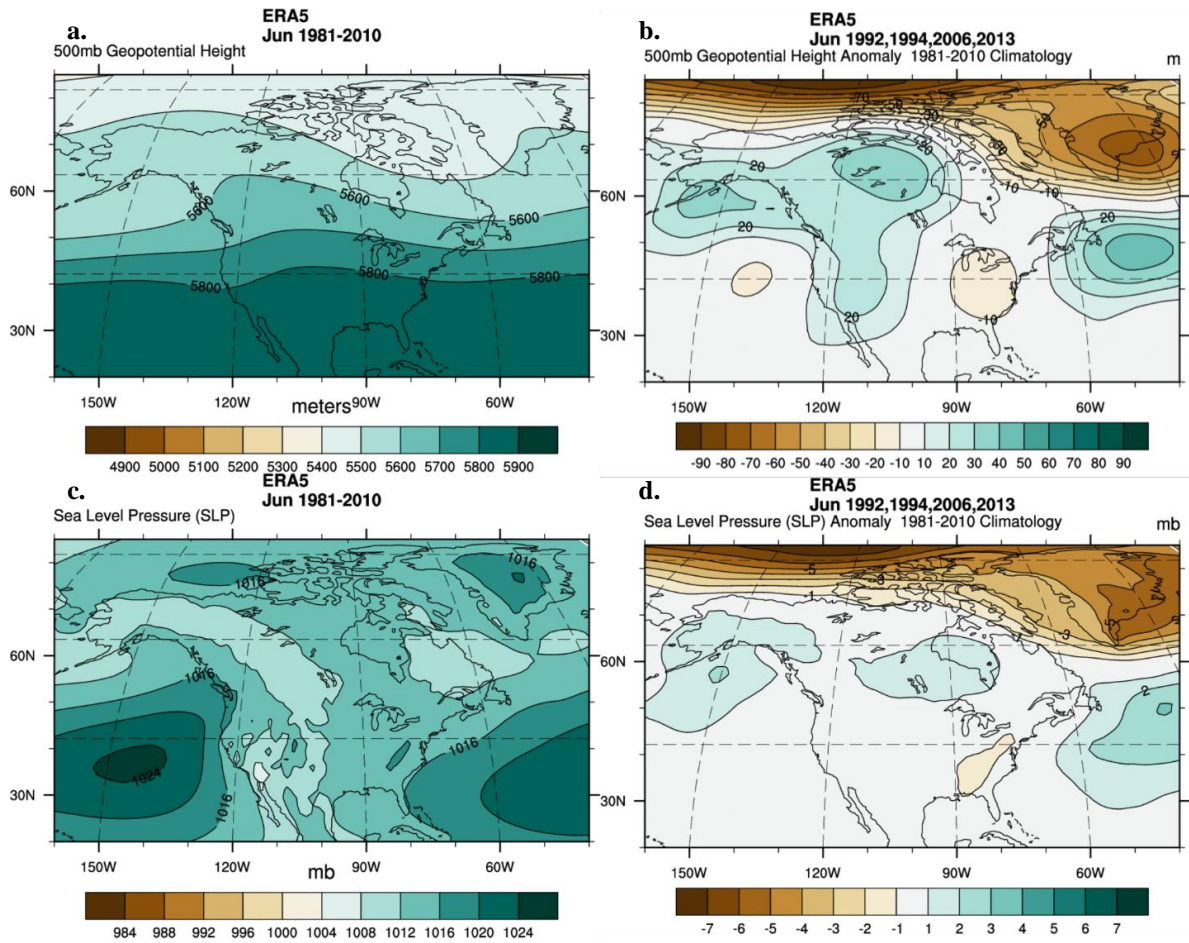 a.
ERA5
Jun 1981-2010
500mb Geopotential Height
5600
5600
5600
5800
5800
5800
60N
30N
150W 120W 90W 60W
meters
4900 5000 5100 5200 5300 5400 5600 5700 5800 5900
b.
ERA5
Jun 1992,1994,2006,2013
500mb Geopotential Height Anomaly 1981-2010 Climatology
m
-70
-50
-30
-50
20
-30
20
-10
-10
20
20
20
-10
60N
30N
150W 120W 90W 60W
-90 -80 -70 -60 -50 -40 -30 -20 -10 10 20 30 40 50 60 70 80 90
c.
ERA5
Jun 1981-2010
Sea Level Pressure (SLP)
1016
1016
1016
1016
1024
1016
60N
30N
150W 120W 90W 60W
mb
984 988 992 996 1000 1004 1008 1012 1016 1020 1024
d.
ERA5
Jun 1992,1994,2006,2013
Sea Level Pressure (SLP) Anomaly 1981-2010 Climatology
mb
-5
-3
-1
-5
-3
2
60N
30N
150W 120W 90W 60W
-7 -6 -5 -4 -3 -2 -1 1 2 3 4 5 6 7